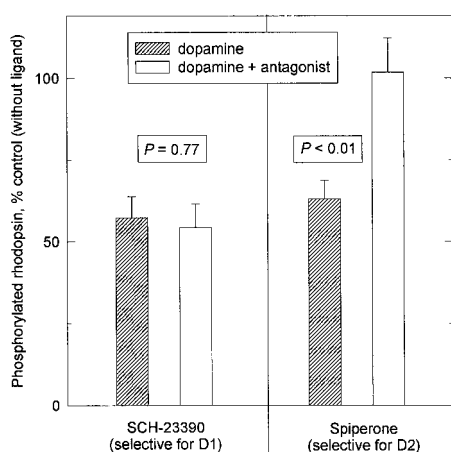 Phosphorylated rhodopsin, % control (without ligand)
100
50
0
dopamine
dopamine + antagonist
P = 0.77
P < 0.01
SCH-23390
(selective for D1)
Spiperone
(selective for D2)